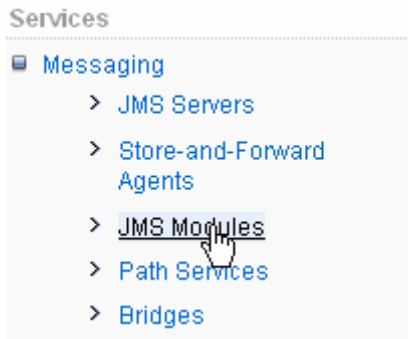 Services
Messaging
JMS Servers
Store-and-Forward
Agents
JMS Modules
Path Services
Bridges